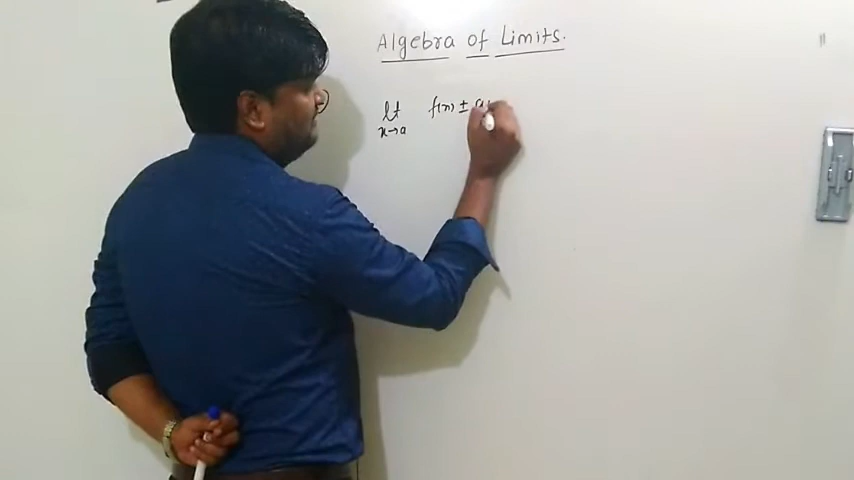 Algebra of Limits.
lt f(x) ±
x→a